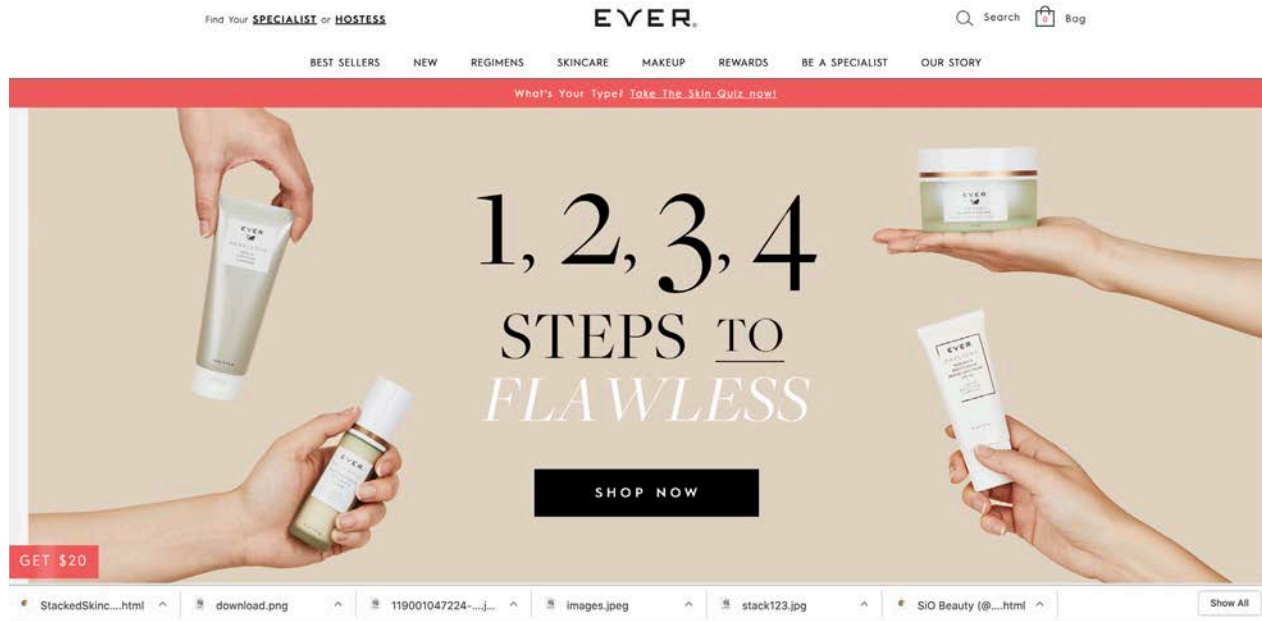 Find Your SPECIALIST or HOSTESS
EVER.
Search 0 Bag
BEST SELLERS NEW REGIMENS SKINCARE MAKEUP REWARDS BE A SPECIALIST OUR STORY
What's Your Type? Take The Skin Quiz now!
EVER
EVER
1, 2, 3, 4
STEPS TO
FLAWLESS
EVER
EVER.
SHOP NOW
GET $20
StackedSkinc....html
download.png
119001047224-....j...
images.jpeg
stack123.jpg
SiO Beauty (@....html
Show All